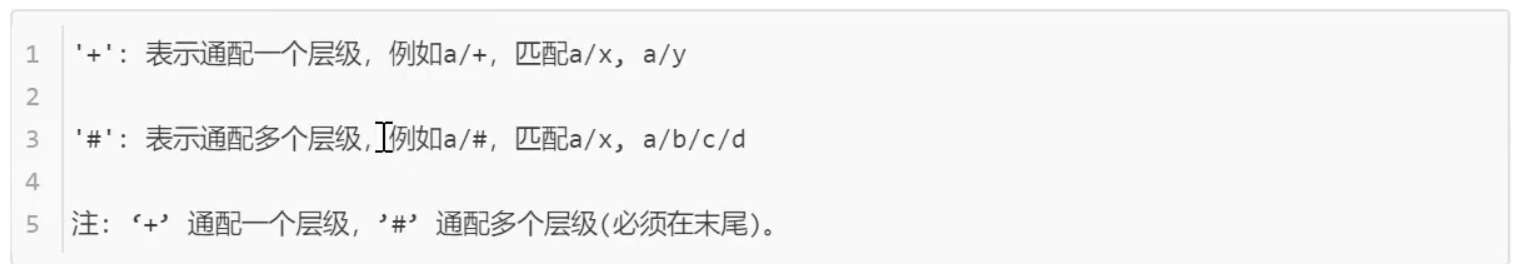 1 '+': 表示通配一个层级, 例如a/+, 匹配a/x, a/y
2
3 '#': 表示通配多个层级, 例如a/#, 匹配a/x, a/b/c/d
4
5 注: ‘+’ 通配一个层级, ’#’ 通配多个层级(必须在末尾)。